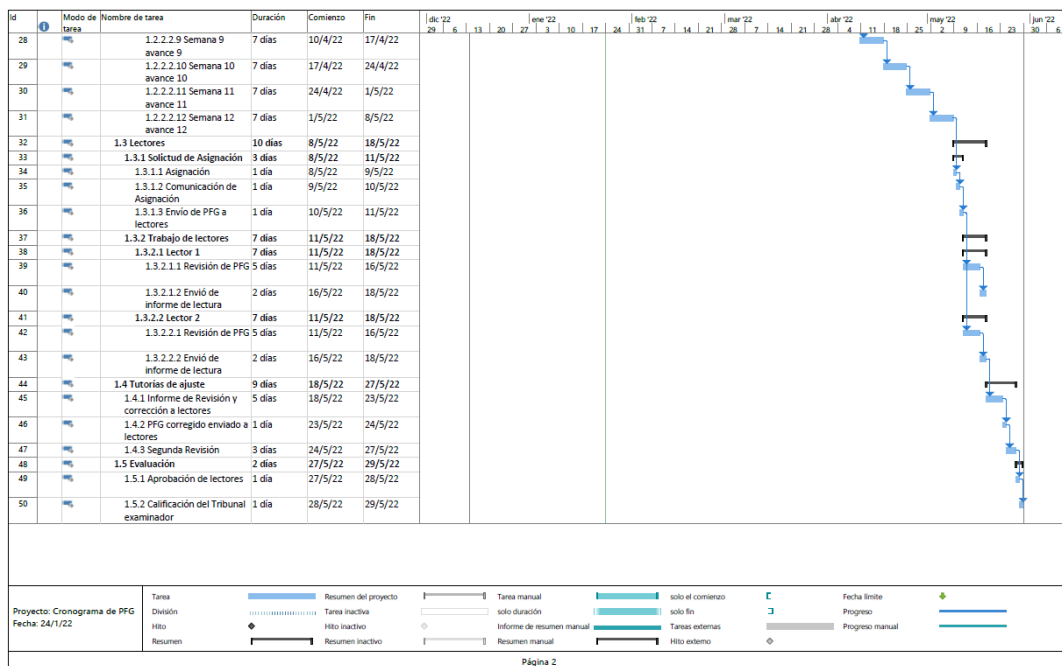 Id Modo de tarea Nombre de tarea Duración Comienzo Fin
dic '22 ene '22 feb '22 mar '22 abr '22 may '22 jun '22
29 6 13 20 27 3 10 17 24 31 7 14 21 28 7 14 21 28 4 11 18 25 2 9 16 23 30 6
28 1.2.2.2.9 Semana 9 avance 9 7 días 10/4/22 17/4/22
29 1.2.2.2.10 Semana 10 avance 10 7 días 17/4/22 24/4/22
30 1.2.2.2.11 Semana 11 avance 11 7 días 24/4/22 1/5/22
31 1.2.2.2.12 Semana 12 avance 12 7 días 1/5/22 8/5/22
32 1.3 Lectores 10 días 8/5/22 18/5/22
33 1.3.1 Solictud de Asignación 3 días 8/5/22 11/5/22
34 1.3.1.1 Asignación 1 día 8/5/22 9/5/22
35 1.3.1.2 Comunicación de Asignación 1 día 9/5/22 10/5/22
36 1.3.1.3 Envío de PFG a lectores 1 día 10/5/22 11/5/22
37 1.3.2 Trabajo de lectores 7 días 11/5/22 18/5/22
38 1.3.2.1 Lector 1 7 días 11/5/22 18/5/22
39 1.3.2.1.1 Revisión de PFG 5 días 11/5/22 16/5/22
40 1.3.2.1.2 Envió de informe de lectura 2 días 16/5/22 18/5/22
41 1.3.2.2 Lector 2 7 días 11/5/22 18/5/22
42 1.3.2.2.1 Revisión de PFG 5 días 11/5/22 16/5/22
43 1.3.2.2.2 Envió de informe de lectura 2 días 16/5/22 18/5/22
44 1.4 Tutorías de ajuste 9 días 18/5/22 27/5/22
45 1.4.1 Informe de Revisión y corrección a lectores 5 días 18/5/22 23/5/22
46 1.4.2 PFG corregido enviado a lectores 1 día 23/5/22 24/5/22
47 1.4.3 Segunda Revisión 3 días 24/5/22 27/5/22
48 1.5 Evaluación 2 días 27/5/22 29/5/22
49 1.5.1 Aprobación de lectores 1 día 27/5/22 28/5/22
50 1.5.2 Calificación del Tribunal examinador 1 día 28/5/22 29/5/22
Proyecto: Cronograma de PFG
Fecha: 24/1/22
Tarea Resumen del proyecto Tarea manual solo el comienzo Fecha límite
División Tarea inactiva solo duración solo fin Progreso
Hito Hito inactivo Informe de resumen manual Tareas externas Progreso manual
Resumen Resumen inactivo Resumen manual Hito externo
Página 2